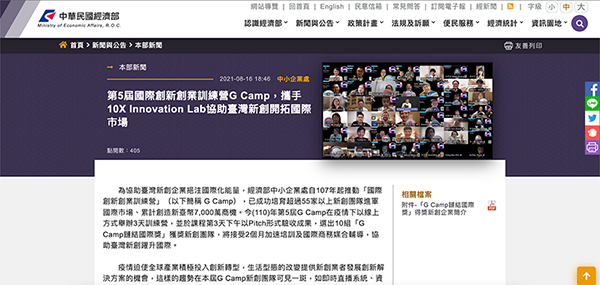 網站導覽 | 回首頁 | English | 民意信箱 | 常見問答 | 訂閱電子報 | 經新聞 | 字級 小 中 大
中華民國經濟部
Ministry of Economic Affairs, R.O.C.
認識經濟部 新聞與公告 政策計畫 法規及訴願 便民服務 經濟統計 資訊園地
首頁 》 新聞與公告 》 本部新聞
友善列印
本部新聞
2021-08-16 18:46 中小企業處
第5屆國際創新創業訓練營G Camp，攜手
10X Innovation Lab協助臺灣新創開拓國際
市場
點閱數：405
為協助臺灣新創企業挹注國際化能量，經濟部中小企業處自107年起推動「國際
創新創業訓練營」（以下簡稱 G Camp），已成功培育超過55家以上新創團隊進軍
國際市場、累計創造新臺幣7,000萬商機。今(110)年第5屆G Camp在疫情下以線上
方式舉辦3天訓練營，並於課程第3天下午以Pitch形式驗收成果，選出10組「G
Camp鏈結國際獎」獲獎新創團隊，將接受2個月加速培訓及國際商務媒合輔導，協
助臺灣新創躍升國際。
疫情迫使全球產業積極投入創新轉型，生活型態的改變提供新創業者發展創新解
決方案的機會，這樣的趨勢在本屆G Camp新創團隊可見一斑，如即時直播系統、資
相關檔案
附件-「G Camp鏈結國際
獎」得獎新創企業簡介